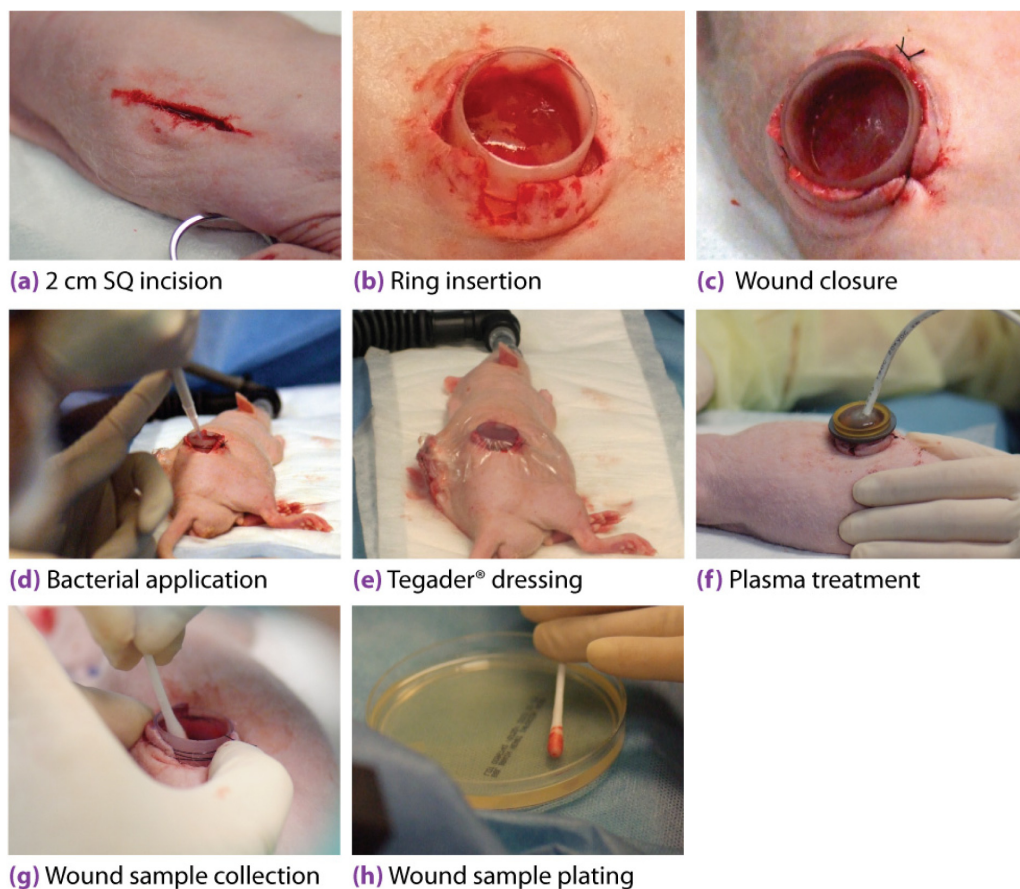 (a) 2 cm SQ incision
(b) Ring insertion
(c) Wound closure
(d) Bacterial application
(e) Tegader® dressing
(f) Plasma treatment
(g) Wound sample collection
(h) Wound sample plating